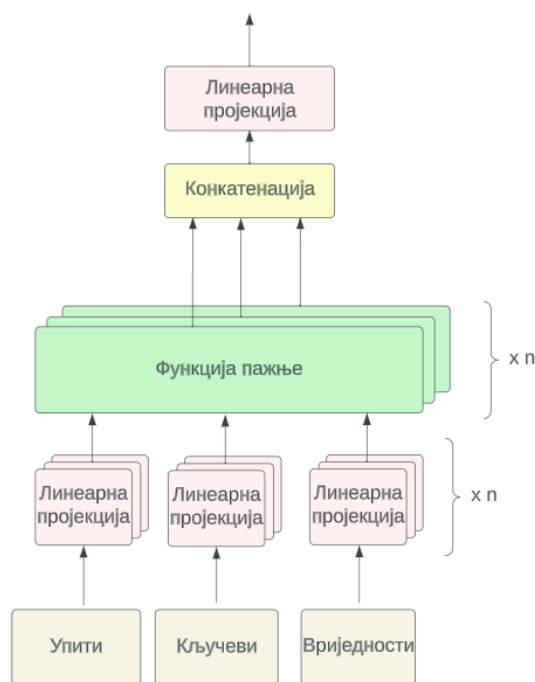 Линеарна
пројекција
Конкатенација
Функција пажње
x n
Линеарна
пројекција
Линеарна
пројекција
Линеарна
пројекција
x n
Упити
Кључеви
Вриједности